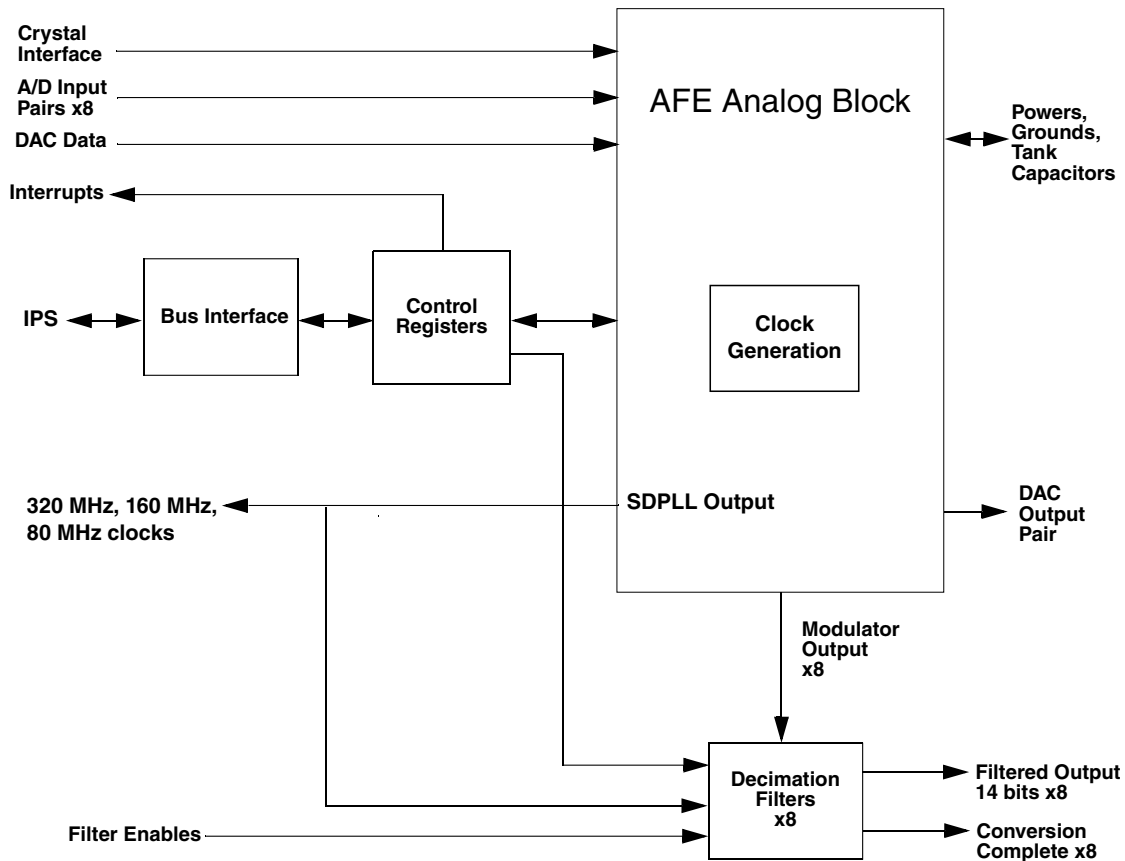 Crystal
Interface
A/D Input
Pairs x8
DAC Data
Interrupts
IPS
Bus Interface
Control
Registers
AFE Analog Block
Clock
Generation
Powers,
Grounds,
Tank
Capacitors
320 MHz, 160 MHz,
80 MHz clocks
SDPLL Output
DAC
Output
Pair
Modulator
Output
x8
Decimation
Filters
x8
Filter Enables
Filtered Output
14 bits x8
Conversion
Complete x8